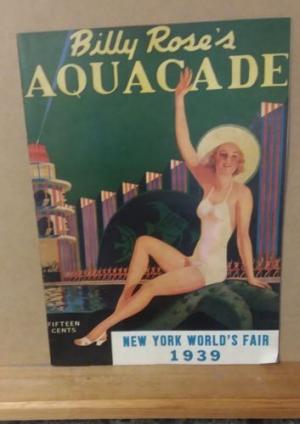 Billy Rose's
AQUACADE
FIFTEEN
CENTS
NEW YORK WORLD'S FAIR
1939